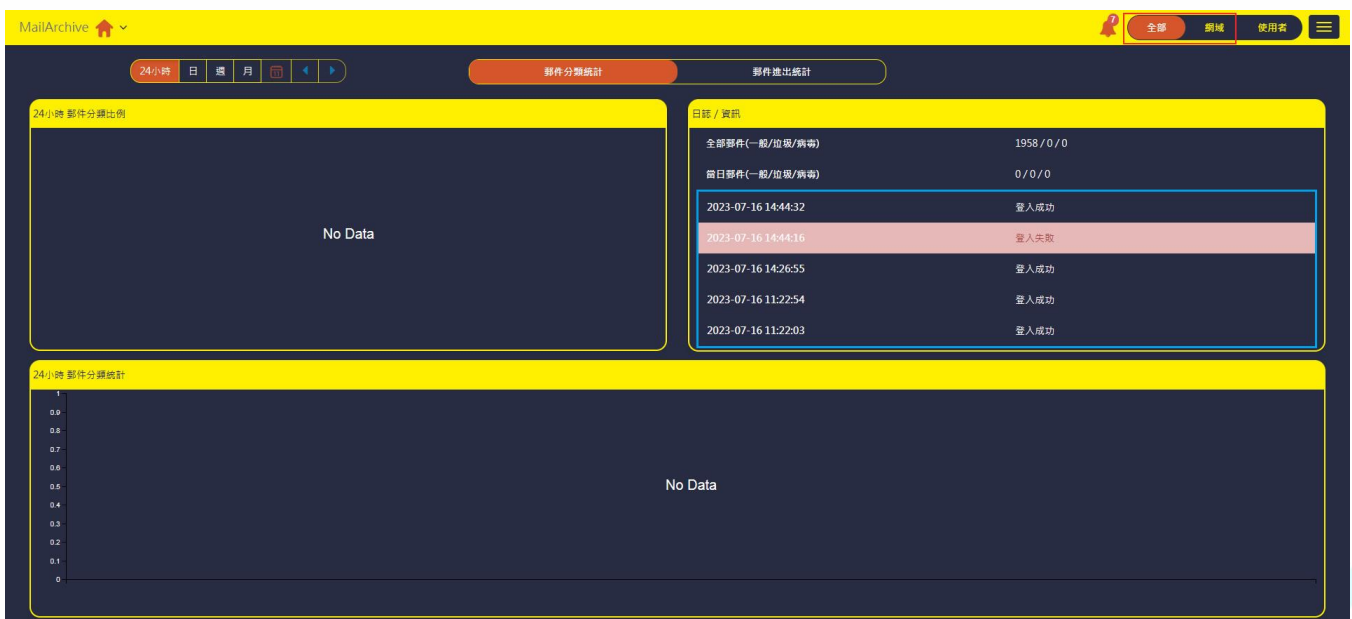 MailArchive
7
全部 網域 使用者
24小時 日 週 月
郵件分類統計 郵件進出統計
24小時 郵件分類比例
No Data
日誌 / 資訊
全部郵件(一般/垃圾/病毒) 1958 / 0 / 0
當日郵件(一般/垃圾/病毒) 0 / 0 / 0
2023-07-16 14:44:32 登入成功
2023-07-16 14:44:16 登入失敗
2023-07-16 14:26:55 登入成功
2023-07-16 11:22:54 登入成功
2023-07-16 11:22:03 登入成功
24小時 郵件分類統計
1
0.9
0.8
0.7
0.6
0.5
0.4
0.3
0.2
0.1
0
No Data